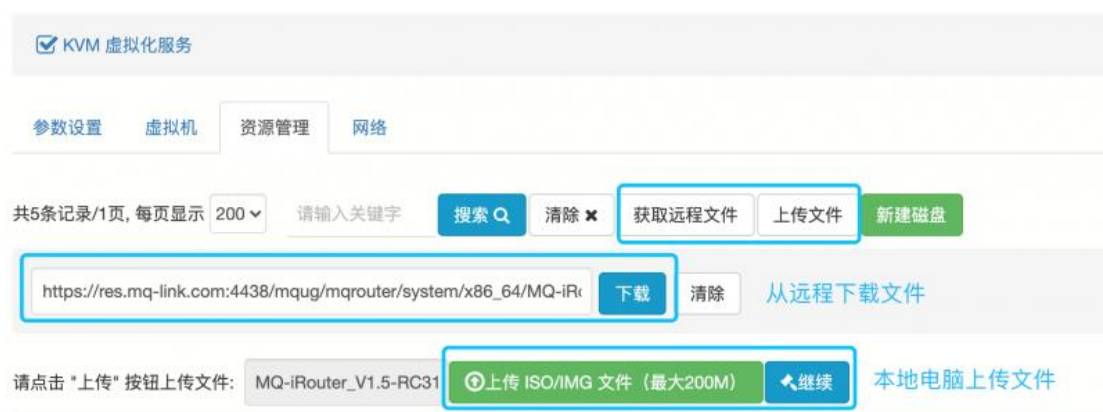 KVM 虚拟化服务
参数设置 虚拟机 资源管理 网络
共5条记录/1页, 每页显示 200 请输入关键字 搜索 清除 获取远程文件 上传文件 新建磁盘
https://res.mq-link.com:4438/mqug/mqrouter/system/x86_64/MQ-iRo 下载 清除 从远程下载文件
请点击 "上传" 按钮上传文件: MQ-iRouter_V1.5-RC31 上传 ISO/IMG 文件（最大200M） 继续 本地电脑上传文件